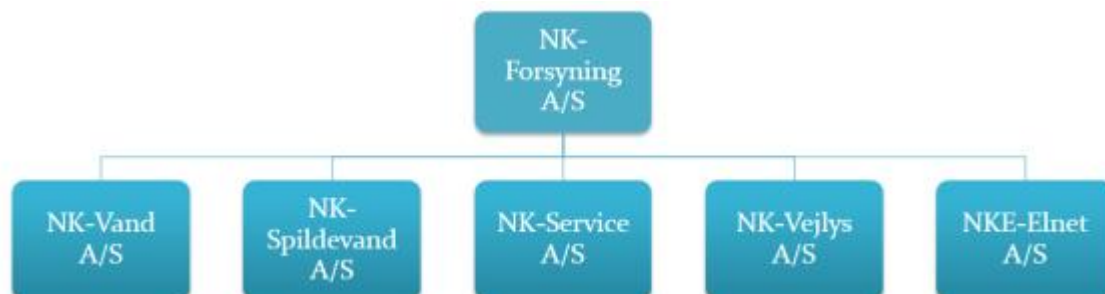 NK-
Forsyning
A/S
NK-Vand
A/S
NK-
Spildevand
A/S
NK-Service
A/S
NK-Vejlys
A/S
NKE-Elnet
A/S